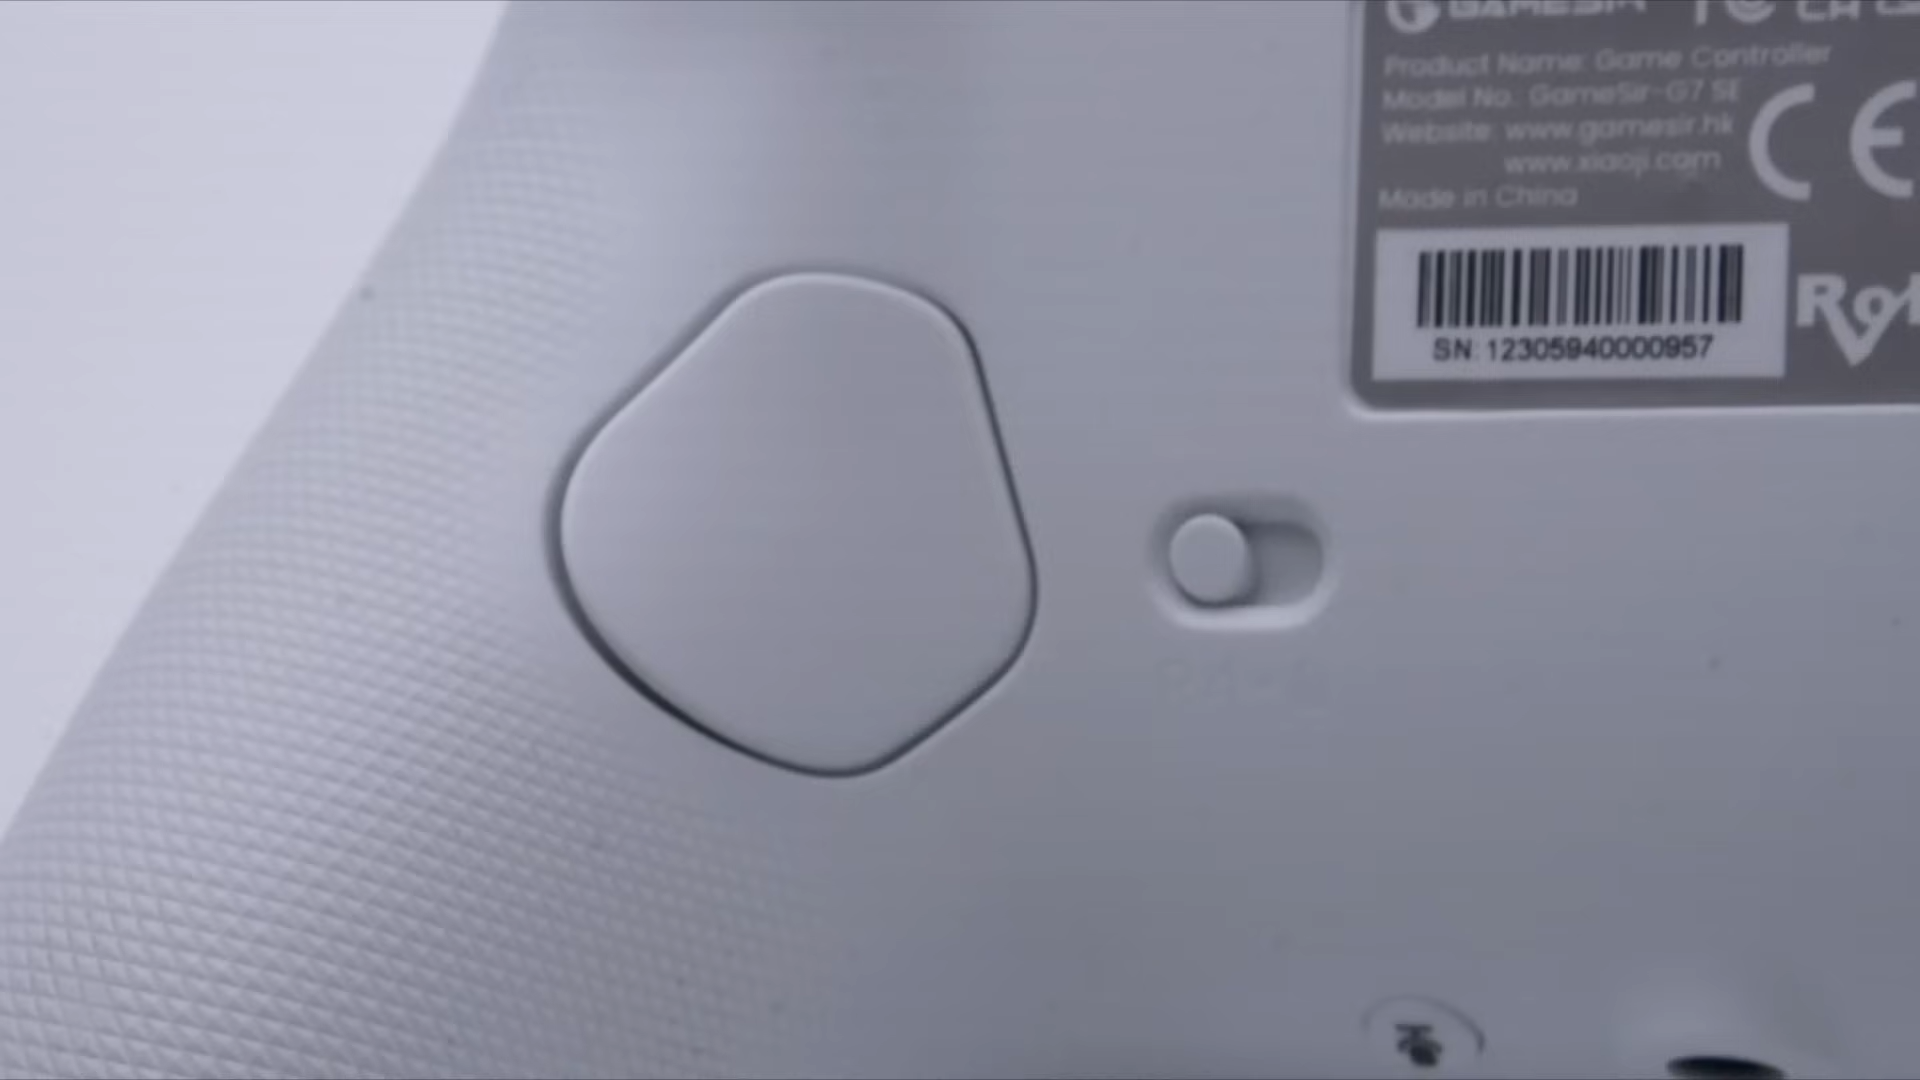 GAMESIR
Product Name: Game Controller
Model No.: GameSir-G7 SE
Website: www.gamesir.hk
www.xiaoji.com
Made in China
CE
SN: 12305940000957